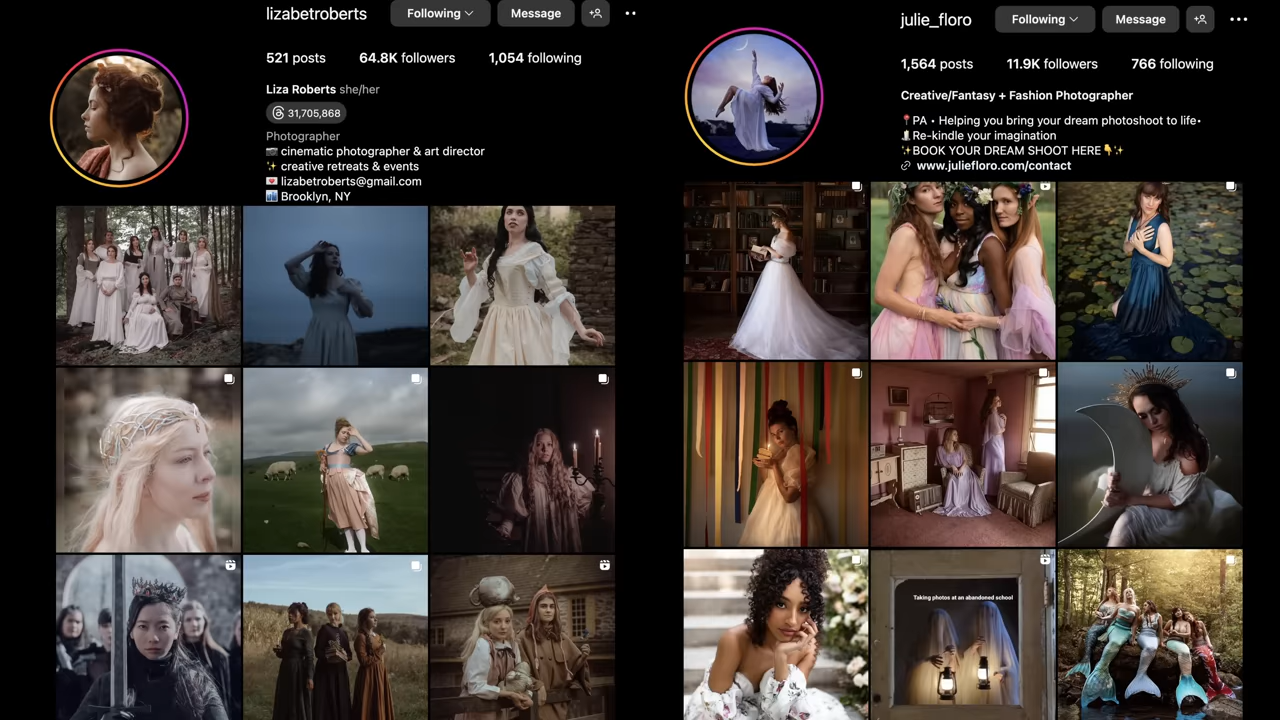 lizabetroberts Following Message
521 posts 64.8K followers 1,054 following
Liza Roberts she/her
31,705,868
Photographer
📷 cinematic photographer & art director
✨ creative retreats & events
💌 lizabetroberts@gmail.com
🏙️ Brooklyn, NY
julie_floro Following Message
1,564 posts 11.9K followers 766 following
Creative/Fantasy + Fashion Photographer
📍PA • Helping you bring your dream photoshoot to life•
🕯️Re-kindle your imagination
✨BOOK YOUR DREAM SHOOT HERE👇✨
www.juliefloro.com/contact
Taking photos at an abandoned school